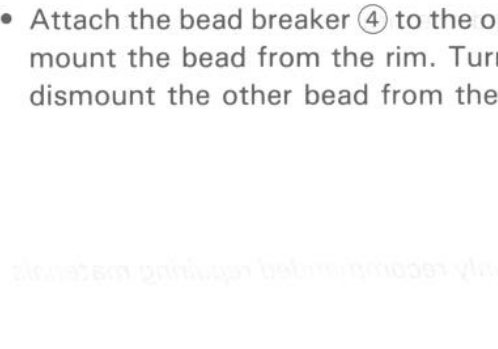 • Attach the bead breaker ④ to the o
mount the bead from the rim. Turn
dismount the other bead from the